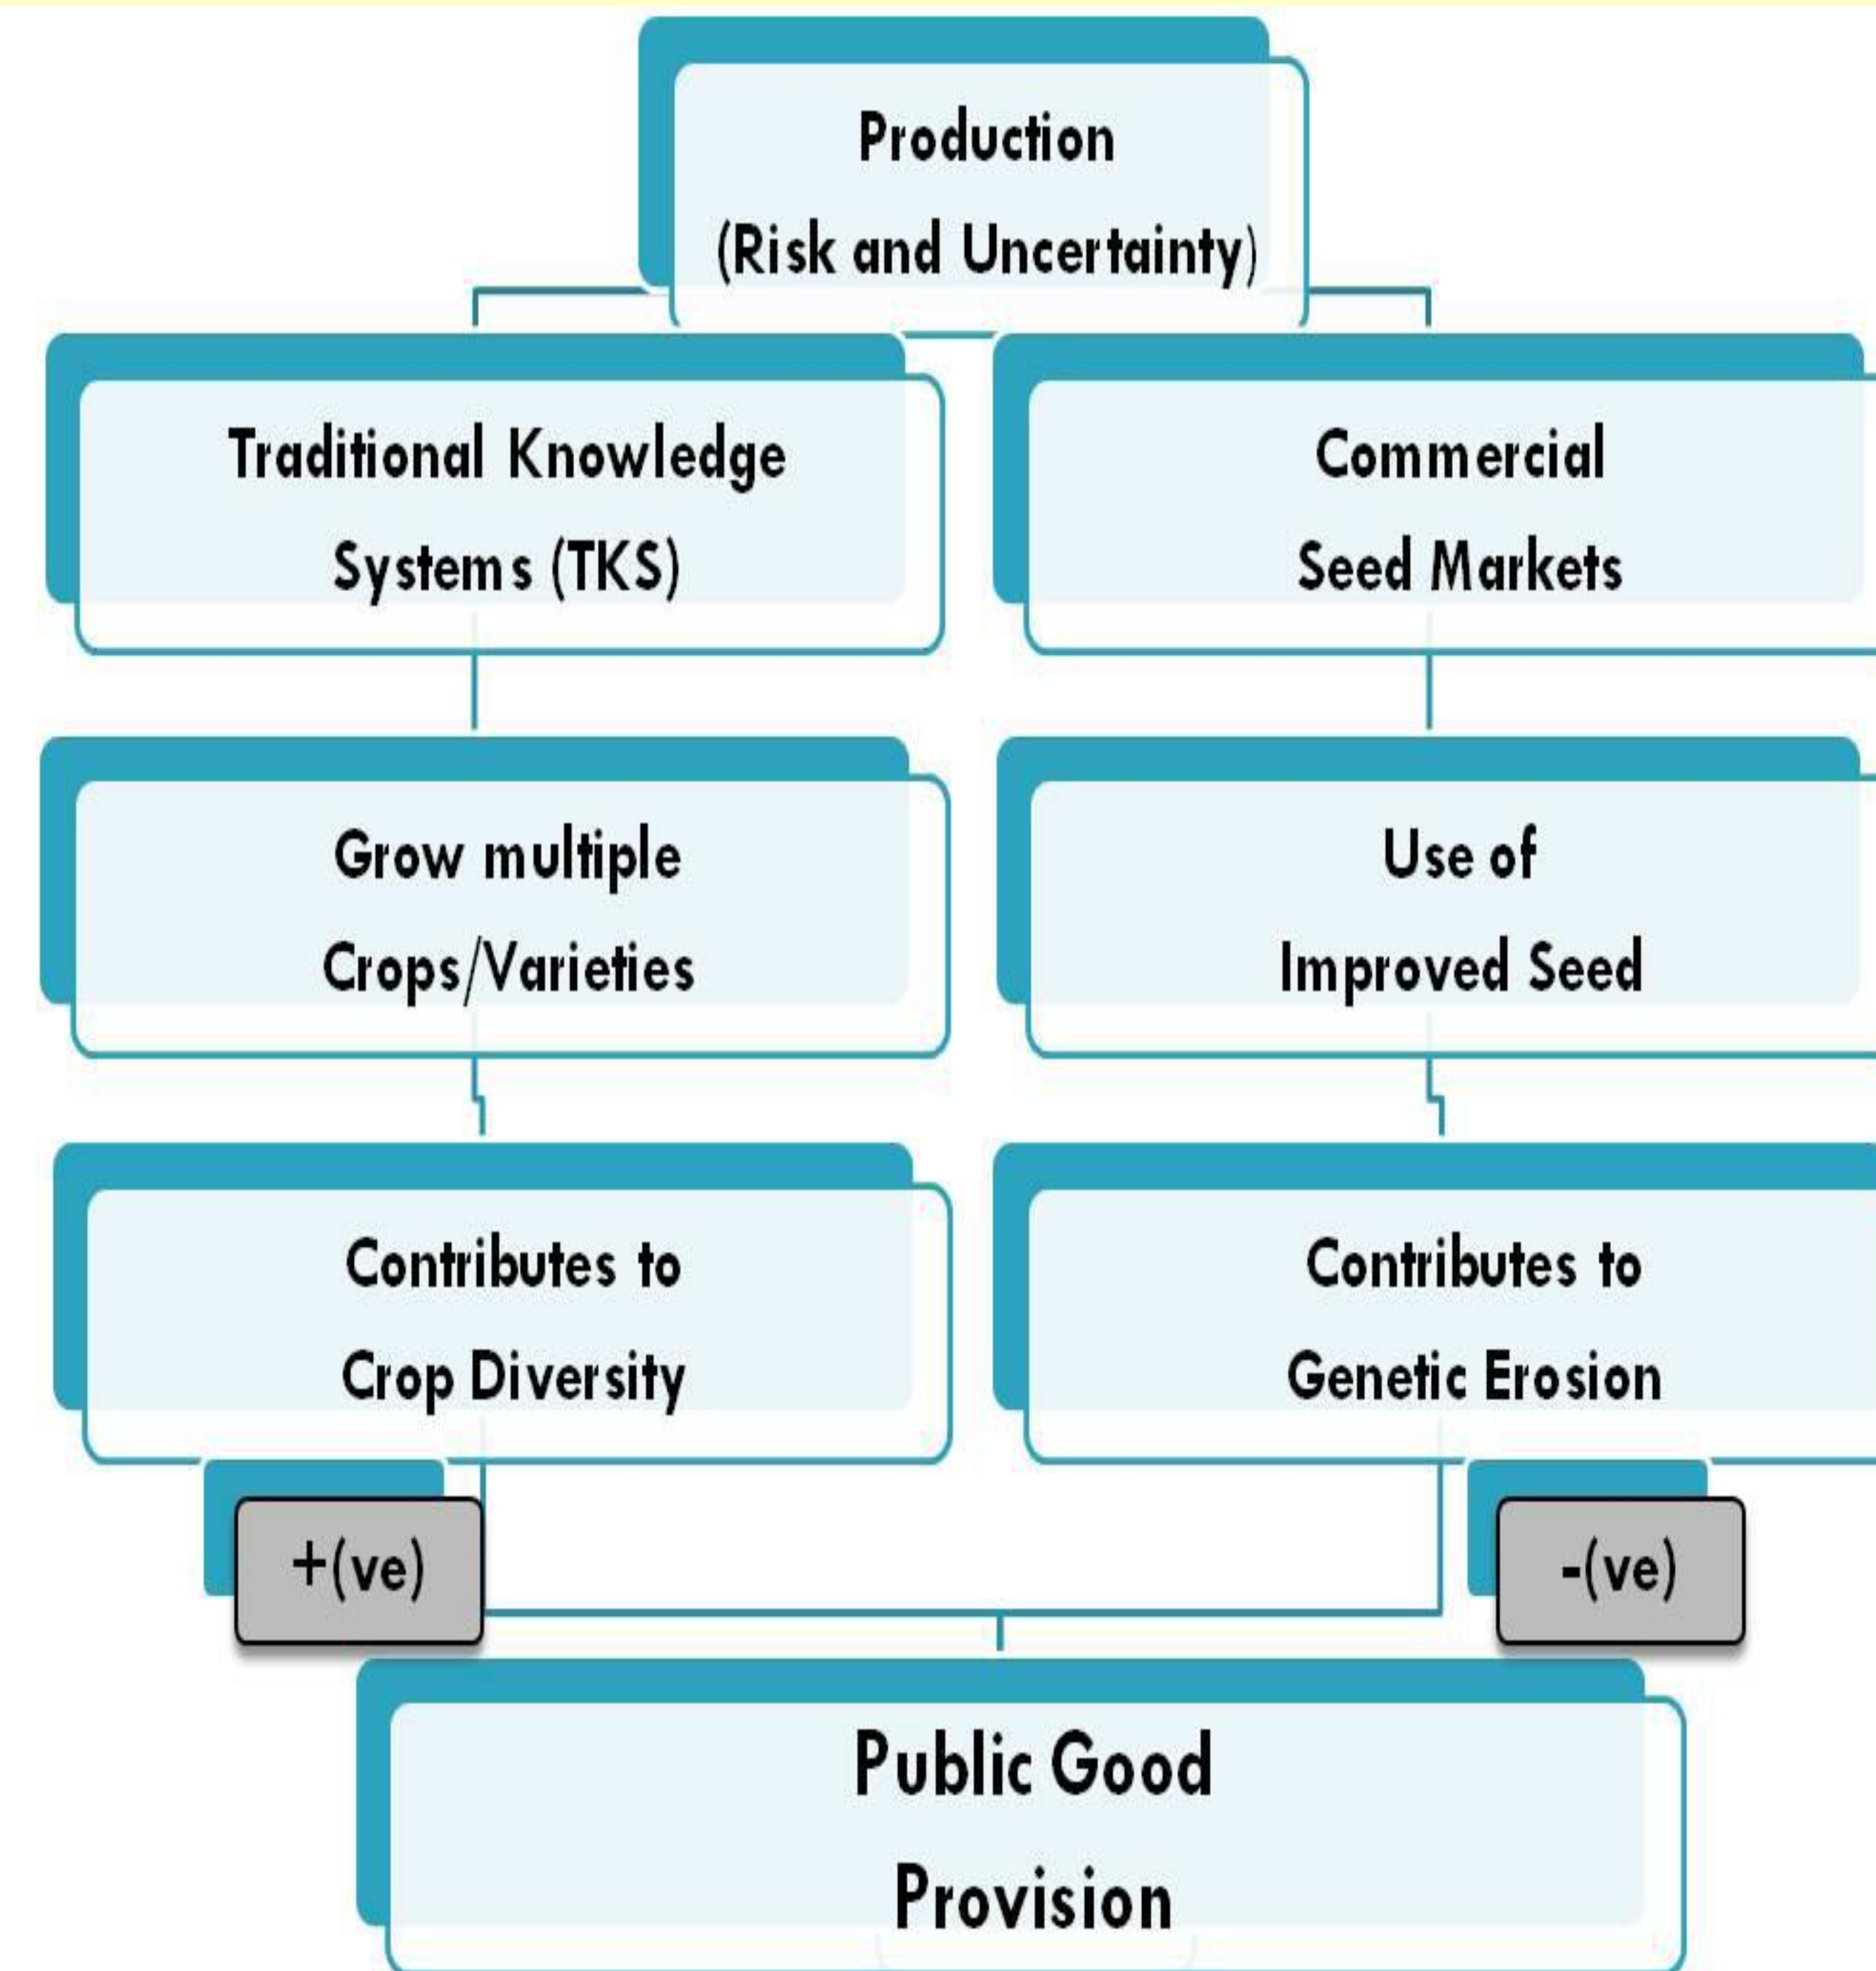 Production
(Risk and Uncertainty)
Traditional Knowledge
Systems (TKS)
Commercial
Seed Markets
Grow multiple
Crops/Varieties
Use of
Improved Seed
Contributes to
Crop Diversity
Contributes to
Genetic Erosion
+(ve)
-(ve)
Public Good
Provision